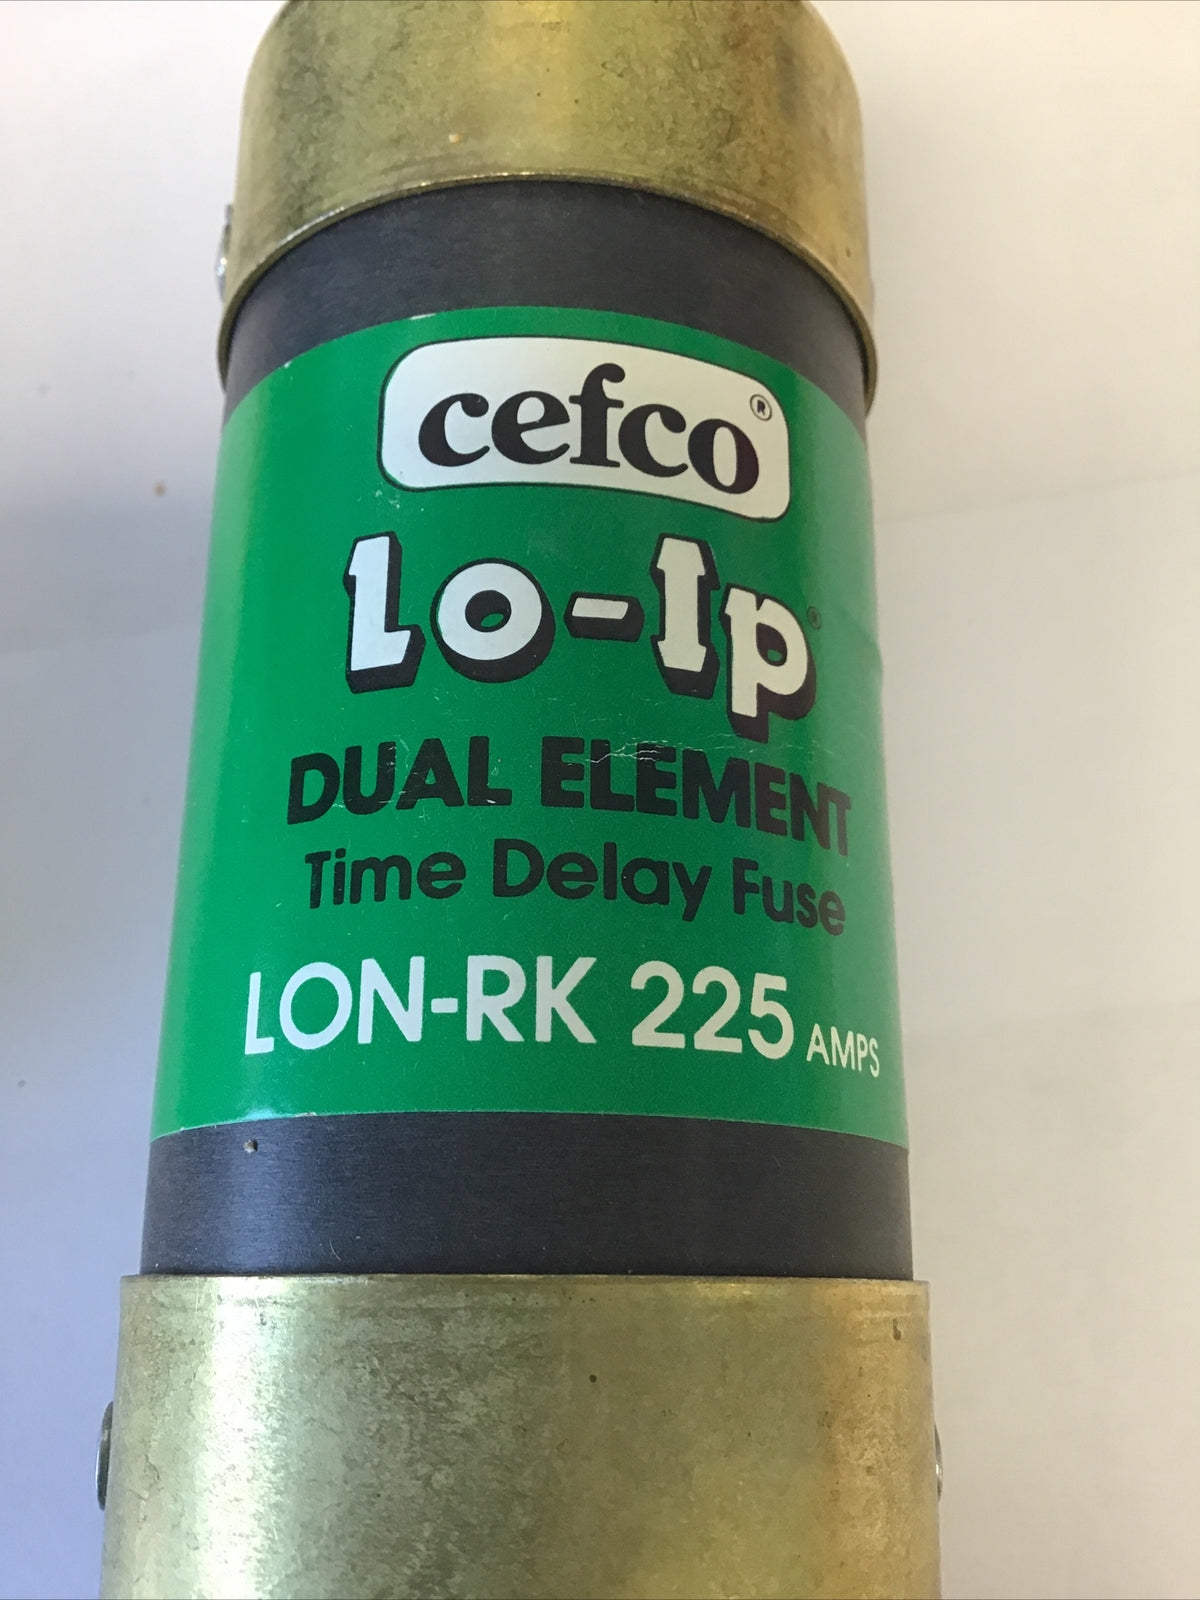 cefco®
Lo-Ip®
DUAL ELEMENT
Time Delay Fuse
LON-RK 225 AMPS